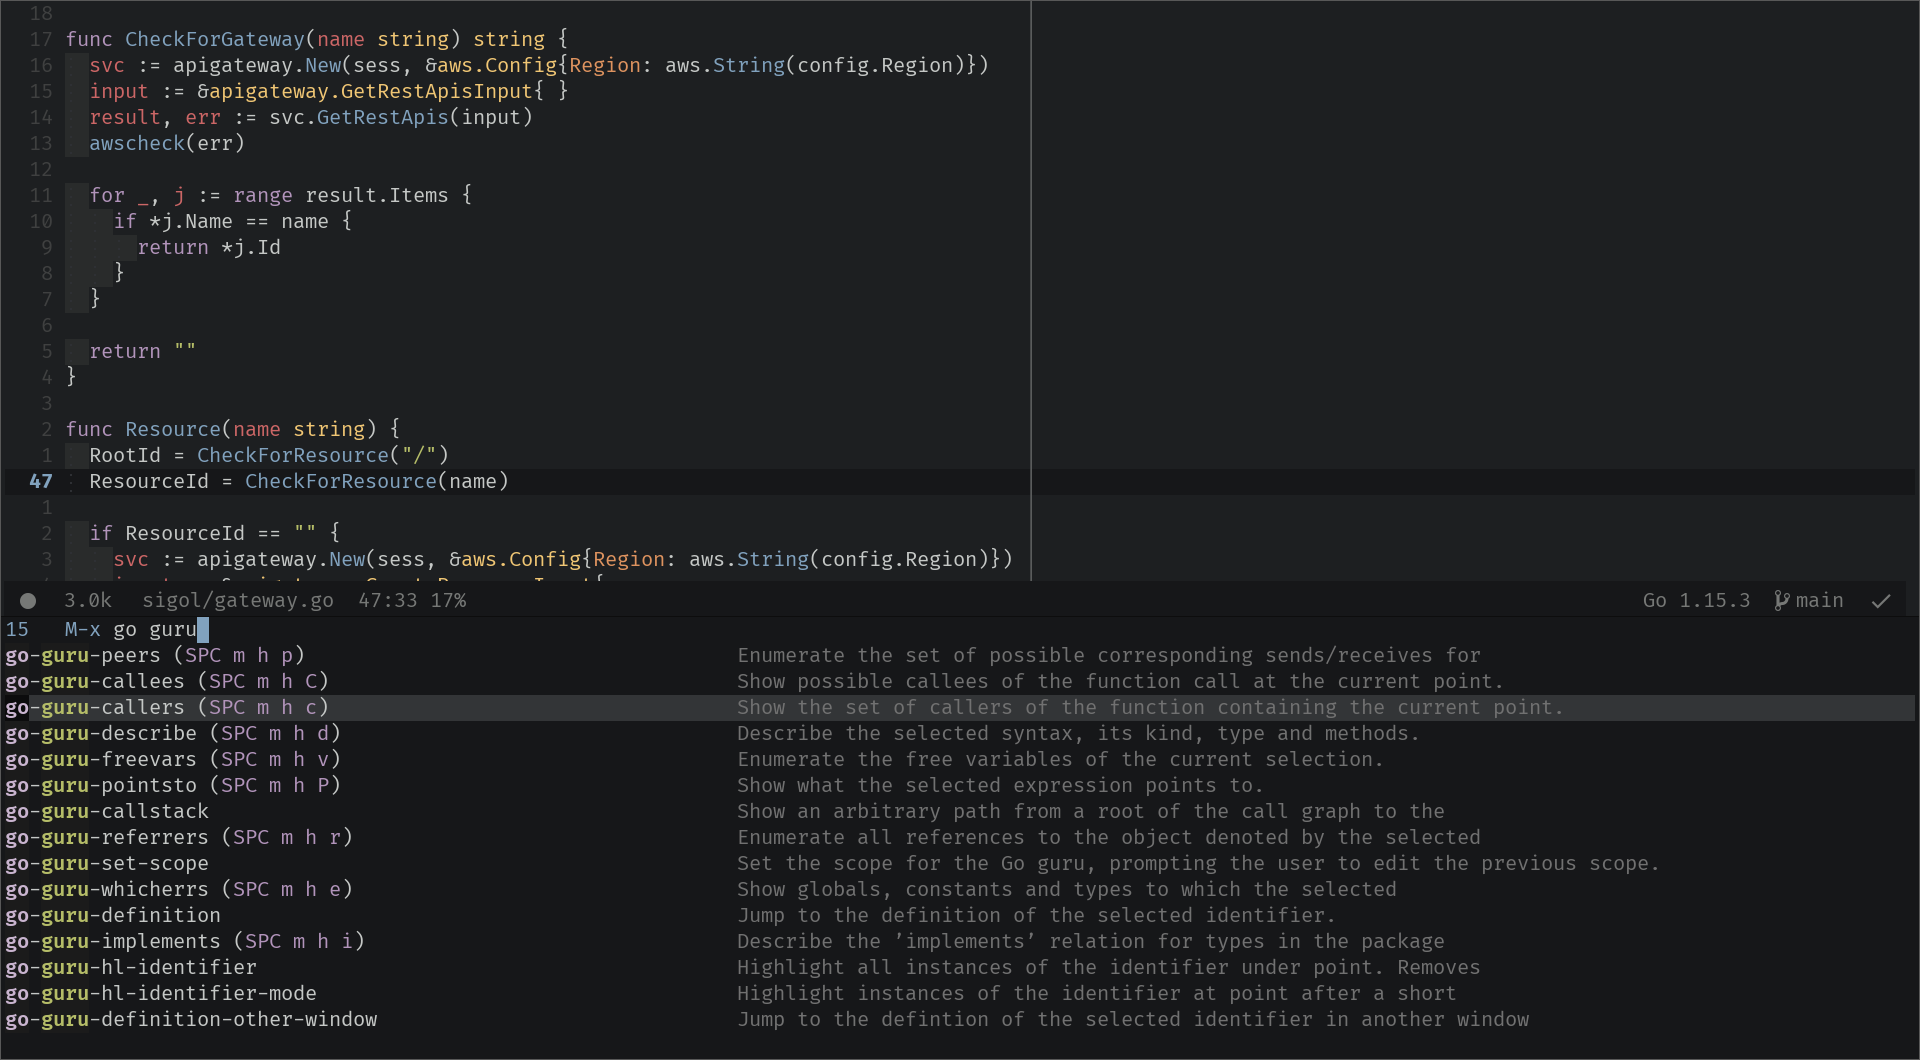 18
17 func CheckForGateway(name string) string {
16 svc := apigateway.New(sess, &aws.Config{Region: aws.String(config.Region)})
15 input := &apigateway.GetRestApisInput{ }
14 result, err := svc.GetRestApis(input)
13 awscheck(err)
12
11 for _, j := range result.Items {
10 if *j.Name == name {
9 return *j.Id
8 }
7 }
6
5 return ""
4 }
3
2 func Resource(name string) {
1 RootId = CheckForResource("/")
47 ResourceId = CheckForResource(name)
1
2 if ResourceId == "" {
3 svc := apigateway.New(sess, &aws.Config{Region: aws.String(config.Region)})
3.0k sigol/gateway.go 47:33 17% Go 1.15.3 main
15 M-x go guru
go-guru-peers (SPC m h p) Enumerate the set of possible corresponding sends/receives for
go-guru-callees (SPC m h C) Show possible callees of the function call at the current point.
go-guru-callers (SPC m h c) Show the set of callers of the function containing the current point.
go-guru-describe (SPC m h d) Describe the selected syntax, its kind, type and methods.
go-guru-freevars (SPC m h v) Enumerate the free variables of the current selection.
go-guru-pointsto (SPC m h P) Show what the selected expression points to.
go-guru-callstack Show an arbitrary path from a root of the call graph to the
go-guru-referrers (SPC m h r) Enumerate all references to the object denoted by the selected
go-guru-set-scope Set the scope for the Go guru, prompting the user to edit the previous scope.
go-guru-whicherrs (SPC m h e) Show globals, constants and types to which the selected
go-guru-definition Jump to the definition of the selected identifier.
go-guru-implements (SPC m h i) Describe the ’implements’ relation for types in the package
go-guru-hl-identifier Highlight all instances of the identifier under point. Removes
go-guru-hl-identifier-mode Highlight instances of the identifier at point after a short
go-guru-definition-other-window Jump to the defintion of the selected identifier in another window